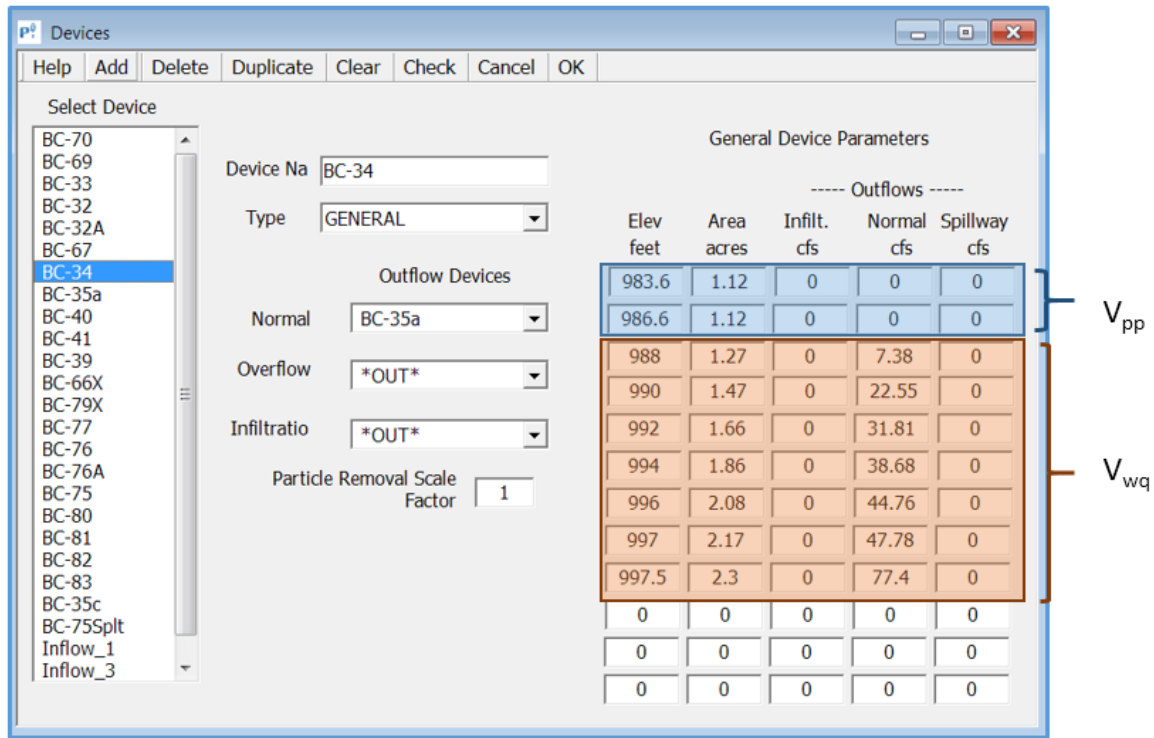 P8 Devices
Help Add Delete Duplicate Clear Check Cancel OK
Select Device
BC-70
BC-69
BC-33
BC-32
BC-32A
BC-67
BC-34
BC-35a
BC-40
BC-41
BC-39
BC-66X
BC-79X
BC-77
BC-76
BC-76A
BC-75
BC-80
BC-81
BC-82
BC-83
BC-35c
BC-75Splt
Inflow_1
Inflow_3
Device Na BC-34
Type GENERAL
Outflow Devices
Normal BC-35a
Overflow *OUT*
Infiltratio *OUT*
Particle Removal Scale
Factor 1
General Device Parameters
----- Outflows -----
Elev Area Infilt. Normal Spillway
feet acres cfs cfs cfs
983.6 1.12 0 0 0
986.6 1.12 0 0 0
988 1.27 0 7.38 0
990 1.47 0 22.55 0
992 1.66 0 31.81 0
994 1.86 0 38.68 0
996 2.08 0 44.76 0
997 2.17 0 47.78 0
997.5 2.3 0 77.4 0
0 0 0 0 0
0 0 0 0 0
0 0 0 0 0
Vpp
Vwq